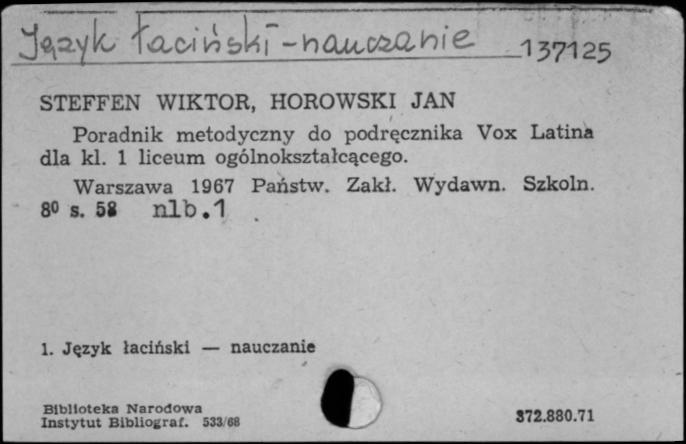 Język łaciński - nauczanie 137125
STEFFEN WIKTOR, HOROWSKI JAN
Poradnik metodyczny do podręcznika Vox Latina
dla kl. 1 liceum ogólnokształcącego.
Warszawa 1967 Państw. Zakł. Wydawn. Szkoln.
8⁰ s. 58 nlb.1
1. Język łaciński — nauczanie
Biblioteka Narodowa
Instytut Bibliograf. 533/68
372.880.71